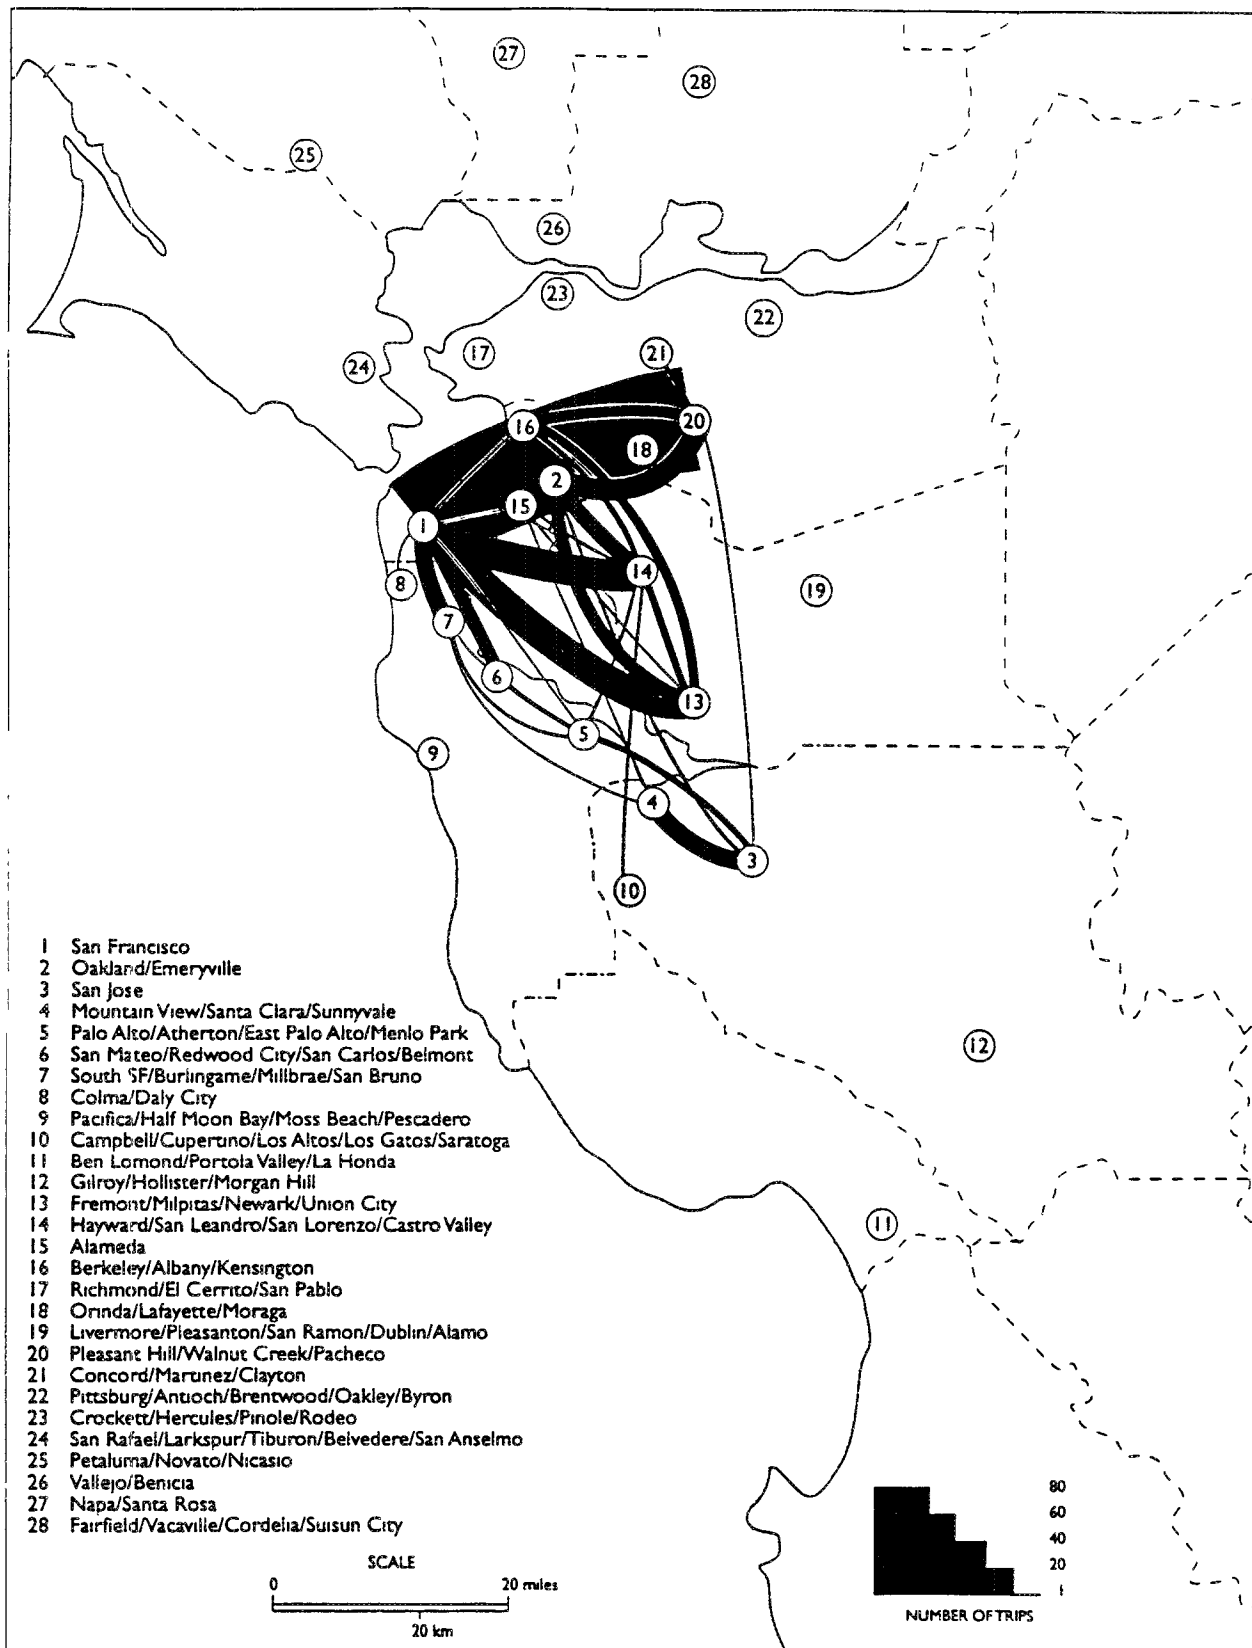 27
28
25
26
23
22
24
17
21
16
20
18
2
15
1
14
8
19
7
6
13
5
9
4
3
10
1 San Francisco
2 Oakland/Emeryville
3 San Jose
4 Mountain View/Santa Clara/Sunnyvale
5 Palo Alto/Atherton/East Palo Alto/Menlo Park
6 San Mateo/Redwood City/San Carlos/Belmont
7 South SF/Burlingame/Millbrae/San Bruno
8 Colma/Daly City
9 Pacifica/Half Moon Bay/Moss Beach/Pescadero
10 Campbell/Cupertino/Los Altos/Los Gatos/Saratoga
11 Ben Lomond/Portola Valley/La Honda
12 Gilroy/Hollister/Morgan Hill
13 Fremont/Milpitas/Newark/Union City
14 Hayward/San Leandro/San Lorenzo/Castro Valley
15 Alameda
16 Berkeley/Albany/Kensington
17 Richmond/El Cerrito/San Pablo
18 Orinda/Lafayette/Moraga
19 Livermore/Pleasanton/San Ramon/Dublin/Alamo
20 Pleasant Hill/Walnut Creek/Pacheco
21 Concord/Martinez/Clayton
22 Pittsburg/Antioch/Brentwood/Oakley/Byron
23 Crockett/Hercules/Pinole/Rodeo
24 San Rafael/Larkspur/Tiburon/Belvedere/San Anselmo
25 Petaluma/Novato/Nicasio
26 Vallejo/Benicia
27 Napa/Santa Rosa
28 Fairfield/Vacaville/Cordelia/Suisun City
12
11
SCALE
0 20 miles
20 km
80
60
40
20
1
NUMBER OF TRIPS